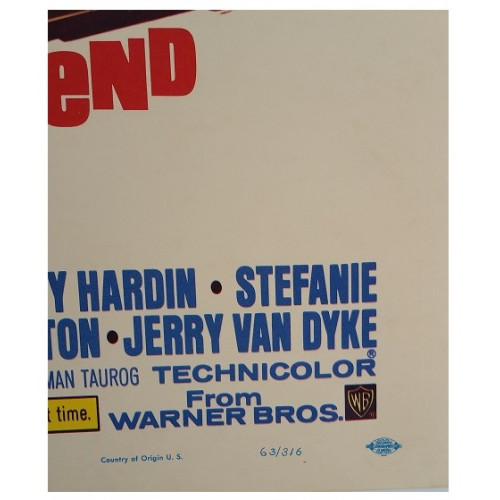 eND
Y HARDIN • STEFANIE
TON • JERRY VAN DYKE
MAN TAUROG TECHNICOLOR®
t time. From
WARNER BROS. WB
Country of Origin U. S. 63/316